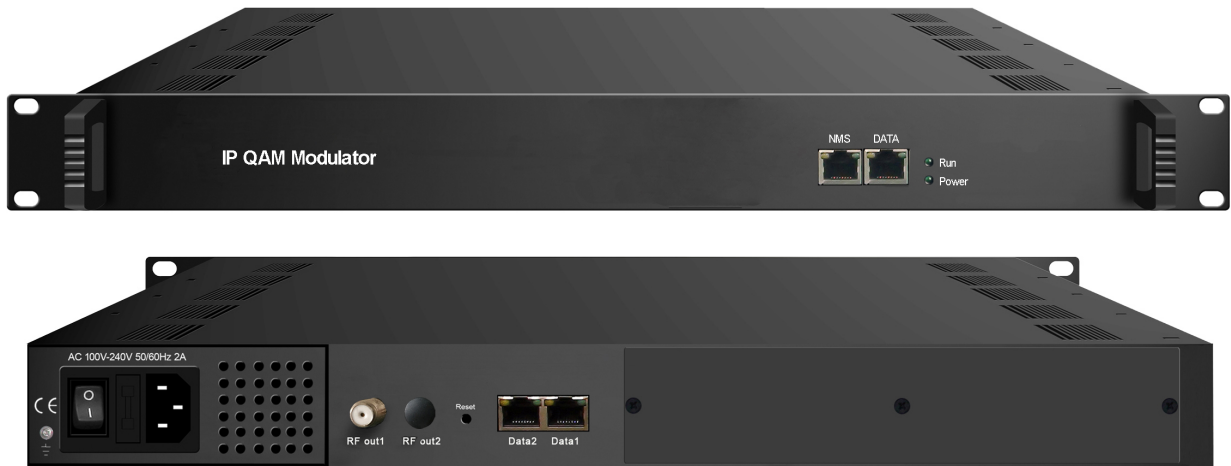 NMS DATA
IP QAM Modulator
Run
Power
AC 100V-240V 50/60Hz 2A
CE
O
I
Reset
RF out1 RF out2 Data2 Data1